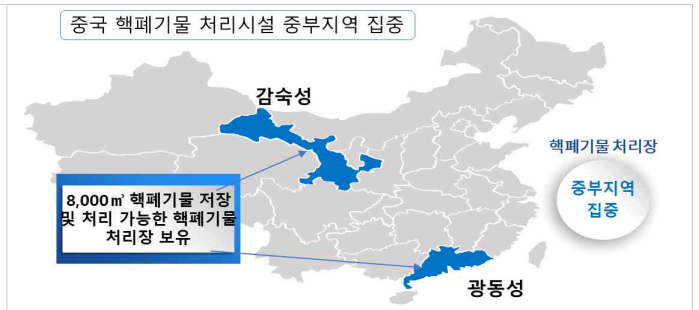 중국 핵폐기물 처리시설 중부지역 집중
감숙성
핵폐기물 처리장
중부지역
집중
8,000㎥ 핵폐기물 저장
및 처리 가능한 핵폐기물
처리장 보유
광동성